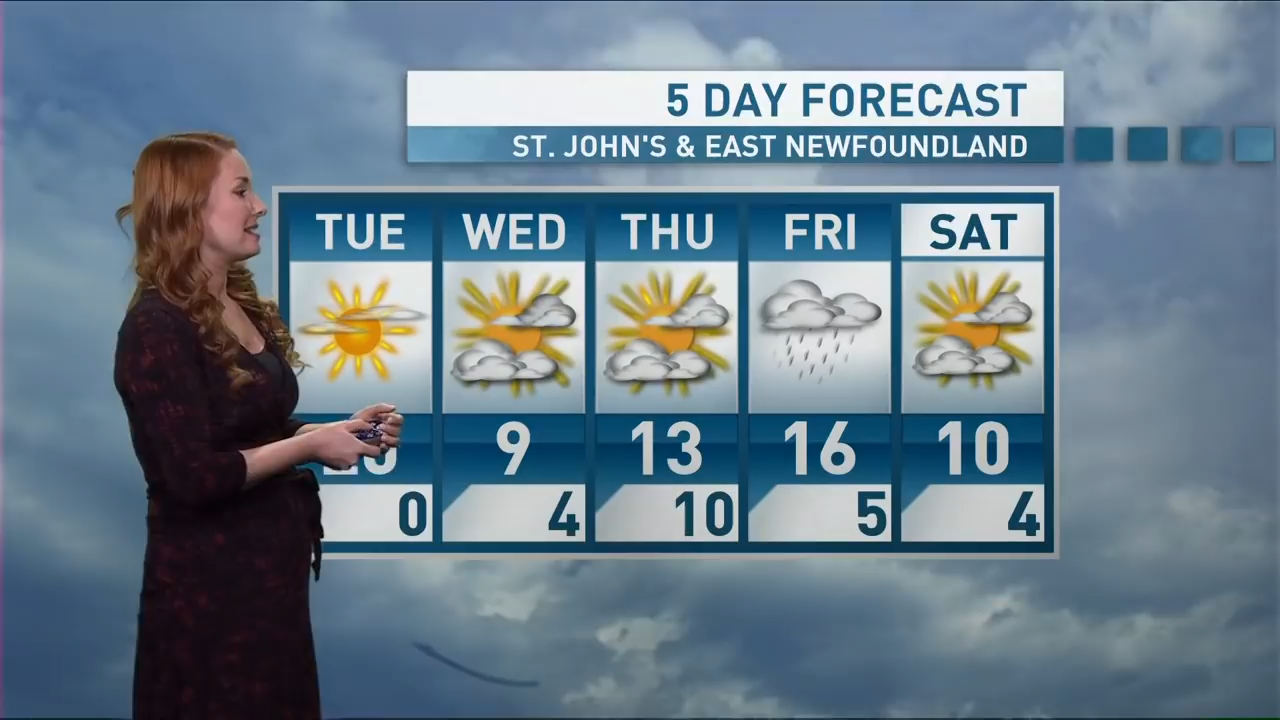 5 DAY FORECAST
ST. JOHN'S & EAST NEWFOUNDLAND
TUE WED THU FRI SAT
9 13 16 10
0 4 10 5 4